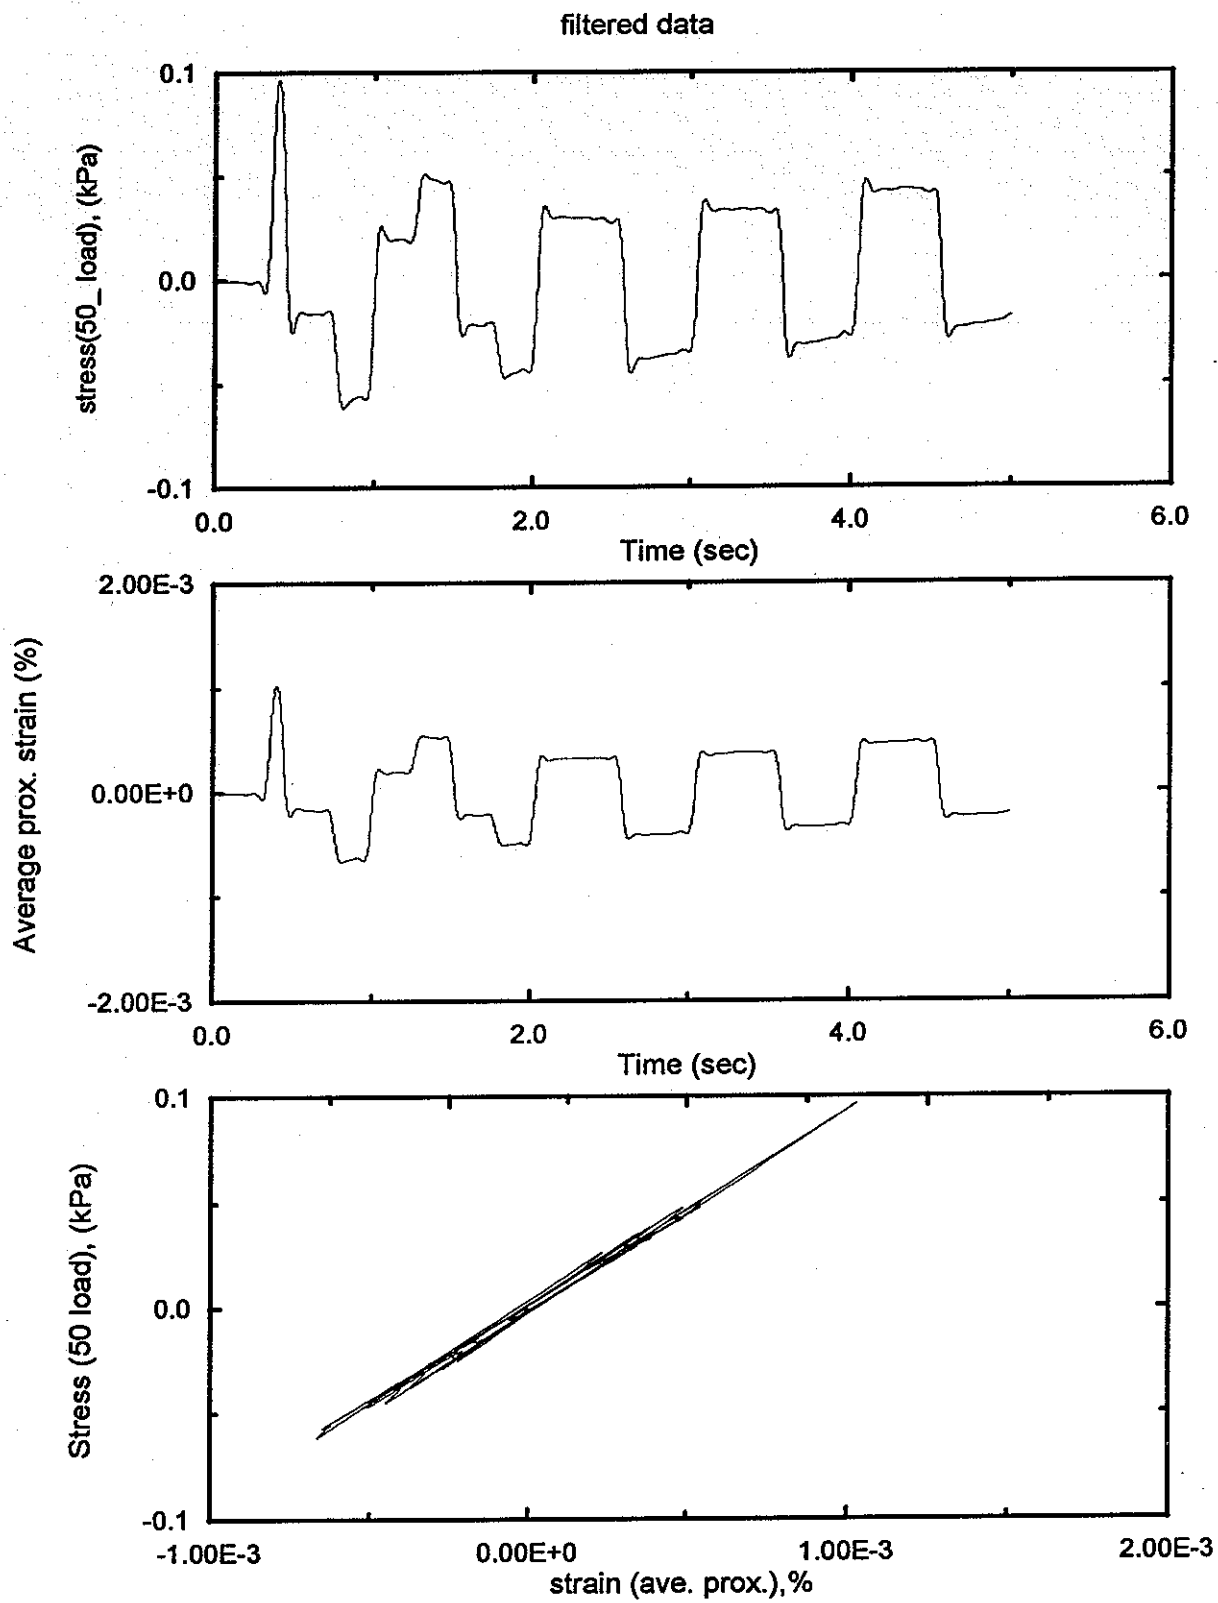 filtered data
0.1
0.0
-0.1
stress(50_ load), (kPa)
0.0 2.0 4.0 6.0
Time (sec)
2.00E-3
0.00E+0
-2.00E-3
Average prox. strain (%)
0.0 2.0 4.0 6.0
Time (sec)
0.1
0.0
-0.1
Stress (50 load), (kPa)
-1.00E-3 0.00E+0 1.00E-3 2.00E-3
strain (ave. prox.),%